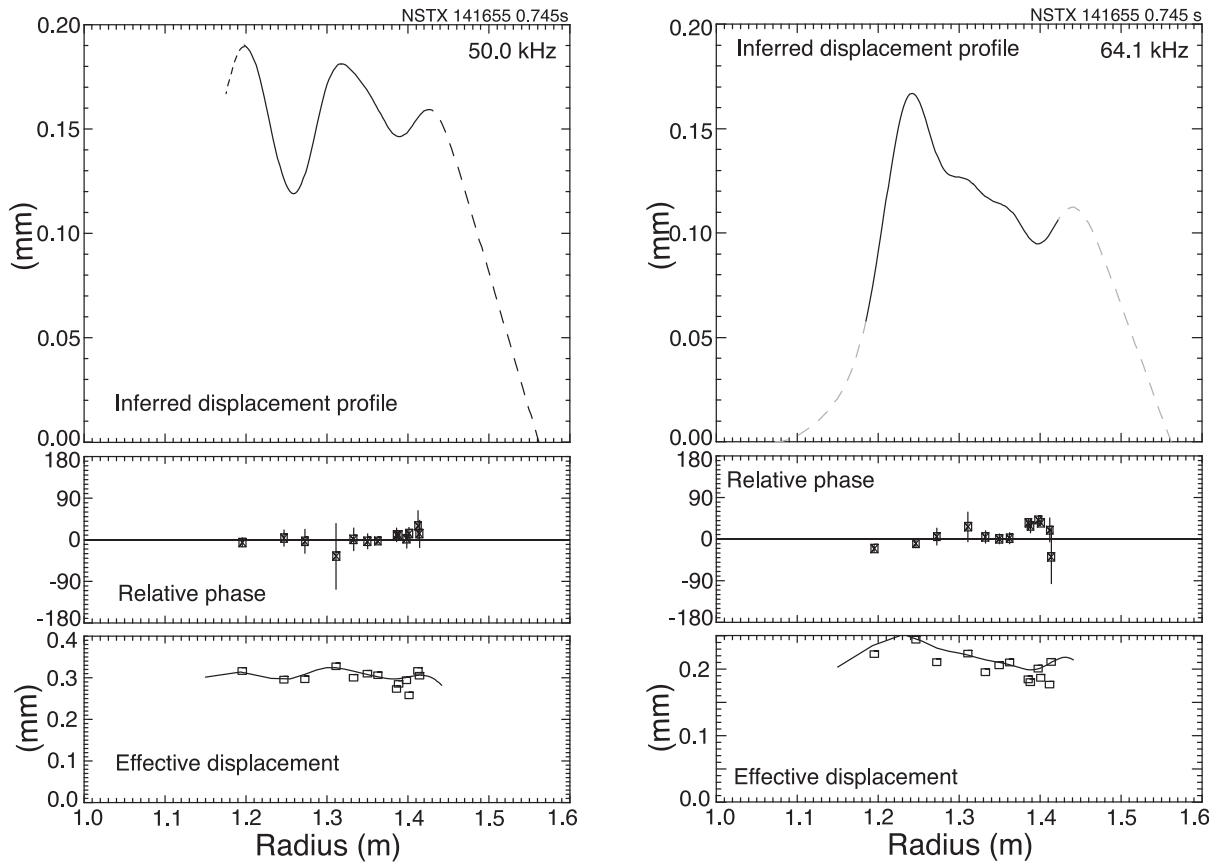 NSTX 141655 0.745s
50.0 kHz
0.20
0.15
0.10
0.05
0.00
(mm)
Inferred displacement profile
180
90
0
-90
-180
Relative phase
0.4
0.3
0.2
0.1
0.0
(mm)
Effective displacement
1.0 1.1 1.2 1.3 1.4 1.5 1.6
Radius (m)
NSTX 141655 0.745 s
Inferred displacement profile
64.1 kHz
0.20
0.15
0.10
0.05
0.00
(mm)
Relative phase
180
90
0
-90
-180
0.2
0.1
0.0
(mm)
Effective displacement
1.0 1.1 1.2 1.3 1.4 1.5 1.6
Radius (m)